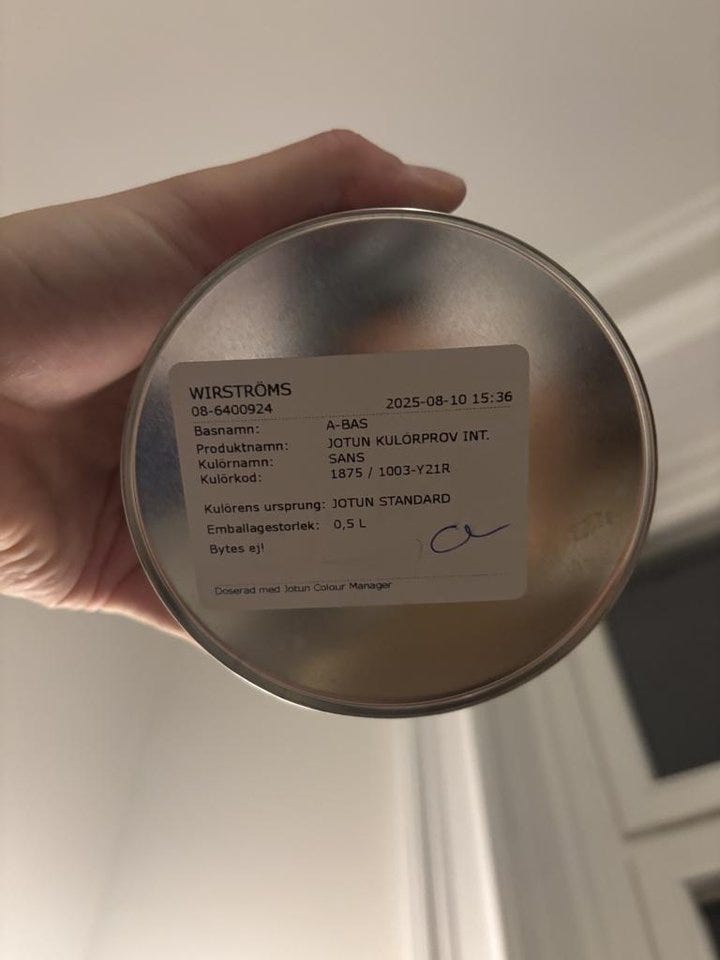 WIRSTRÖMS
08-6400924 2025-08-10 15:36
Basnamn: A-BAS
Produktnamn: JOTUN KULÖRPROV INT.
Kulörnamn: SANS
Kulörkod: 1875 / 1003-Y21R
Kulörens ursprung: JOTUN STANDARD
Emballagestorlek: 0,5 L
Bytes ej!
Doserad med Jotun Colour Manager